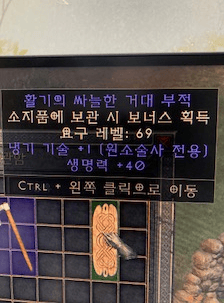 활기의 싸늘한 거대 부적
소지품에 보관 시 보너스 획득
요구 레벨: 69
냉기 기술 +1 (원소술사 전용)
생명력 +40
CTRL + 왼쪽 클릭으로 이동